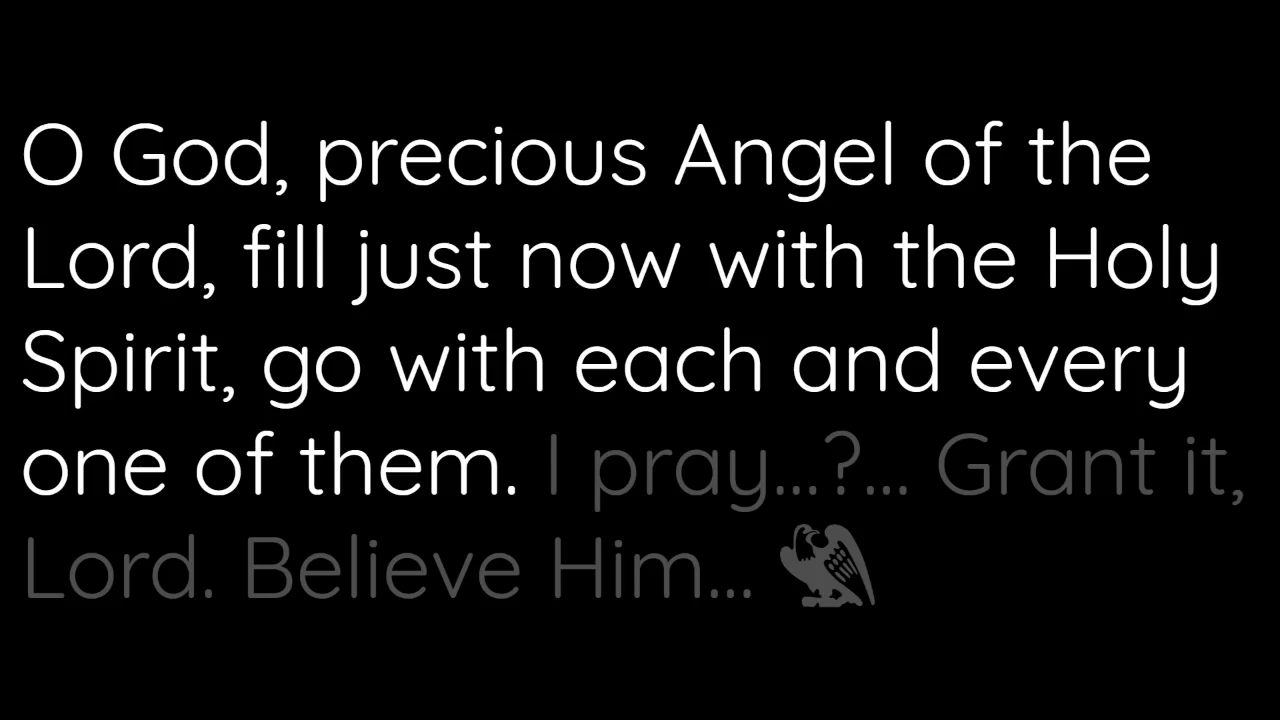 O God, precious Angel of the
Lord, fill just now with the Holy
Spirit, go with each and every
one of them. I pray...?... Grant it,
Lord. Believe Him...